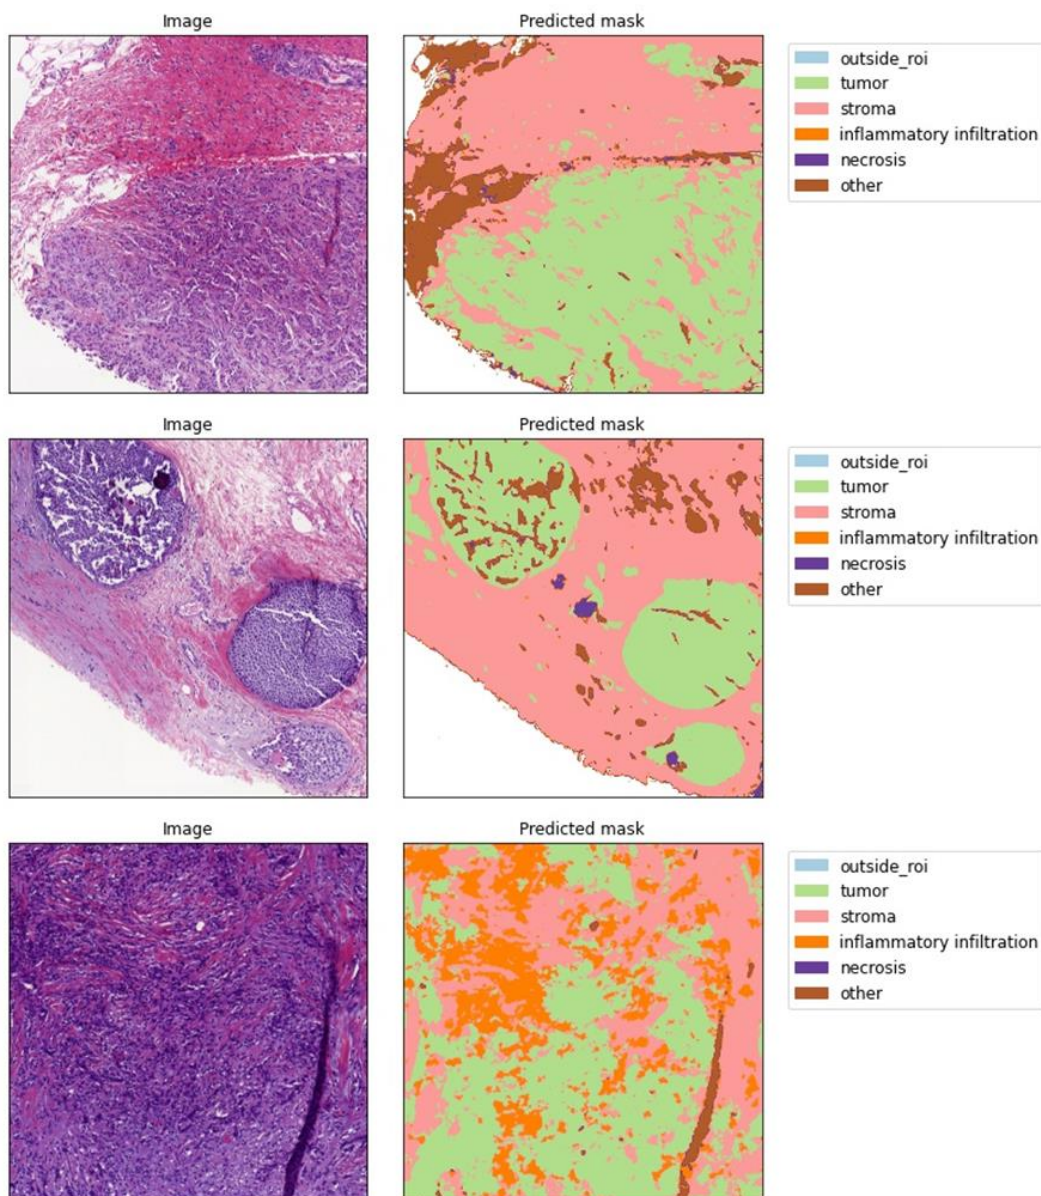 Image
Predicted mask
outside_roi
tumor
stroma
inflammatory infiltration
necrosis
other
Image
Predicted mask
outside_roi
tumor
stroma
inflammatory infiltration
necrosis
other
Image
Predicted mask
outside_roi
tumor
stroma
inflammatory infiltration
necrosis
other